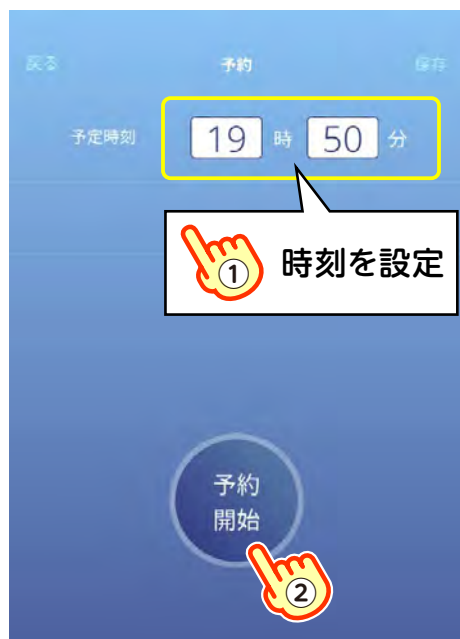 戻る 予約 保存
予定時刻 19 時 50 分
① 時刻を設定
予約
開始
②